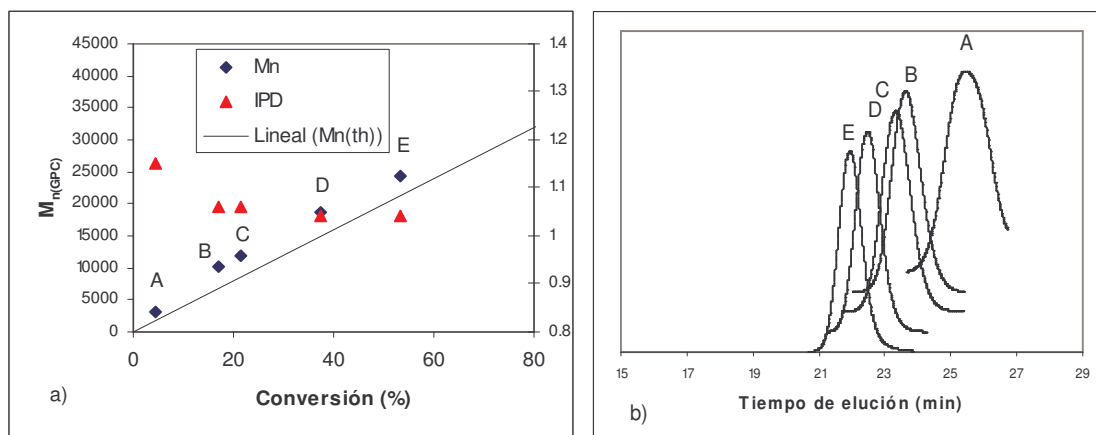 45000
40000
35000
30000
25000
20000
15000
10000
5000
0
Mn(GPC)
1.4
1.3
1.2
1.1
1
0.9
0.8
Mn
IPD
Lineal (Mn(th))
A
B
C
D
E
0 20 40 60 80
a)
Conversión (%)
A
B
C
D
E
15 17 19 21 23 25 27 29
b)
Tiempo de elución (min)